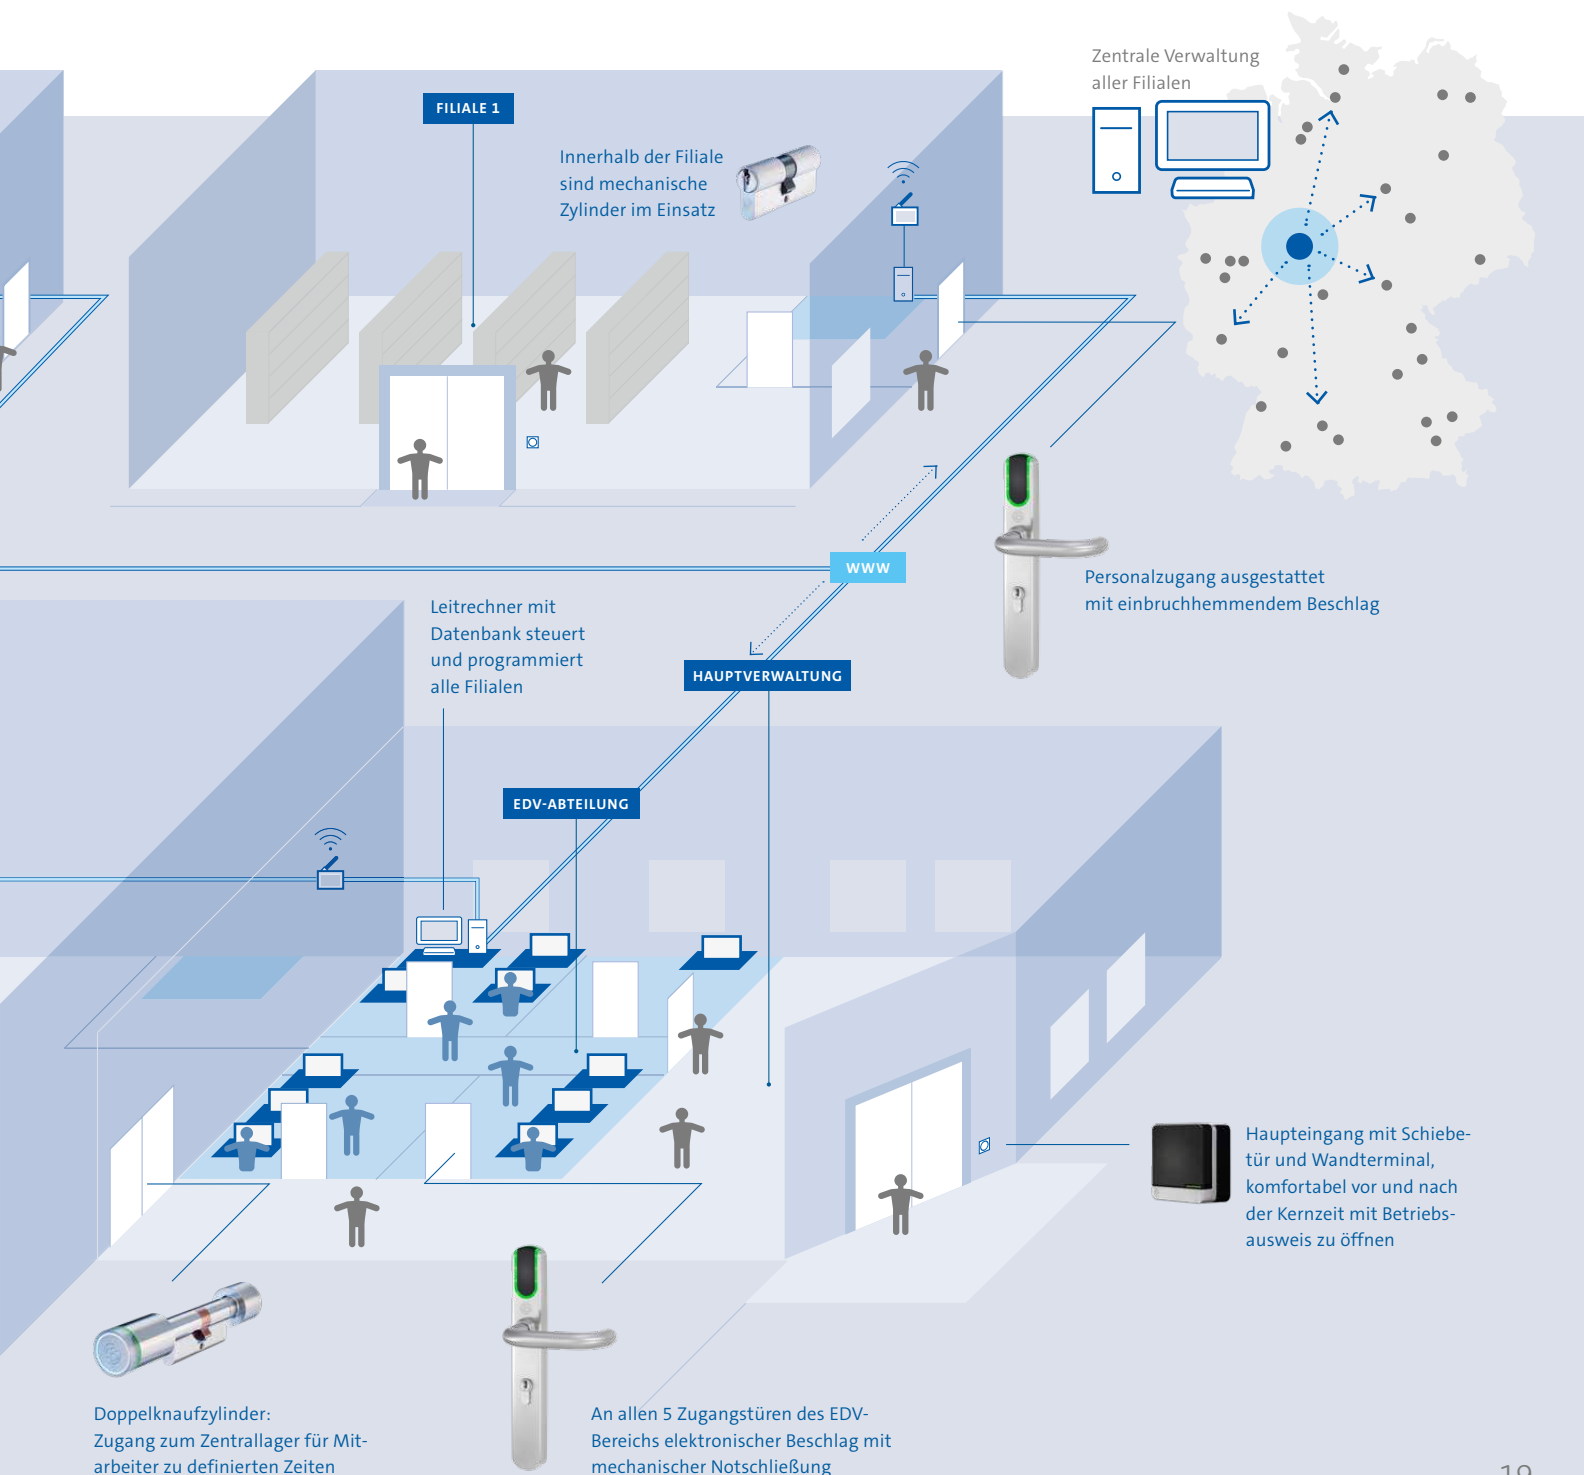 Zentrale Verwaltung
aller Filialen
FILIALE 1
Innerhalb der Filiale
sind mechanische
Zylinder im Einsatz
WWW
Personalzugang ausgestattet
mit einbruchhemmendem Beschlag
Leitrechner mit
Datenbank steuert
und programmiert
alle Filialen
HAUPTVERWALTUNG
EDV-ABTEILUNG
Haupteingang mit Schiebe-
tür und Wandterminal,
komfortabel vor und nach
der Kernzeit mit Betriebs-
ausweis zu öffnen
Doppelknaufzylinder:
Zugang zum Zentrallager für Mit-
arbeiter zu definierten Zeiten
An allen 5 Zugangstüren des EDV-
Bereichs elektronischer Beschlag mit
mechanischer Notschließung